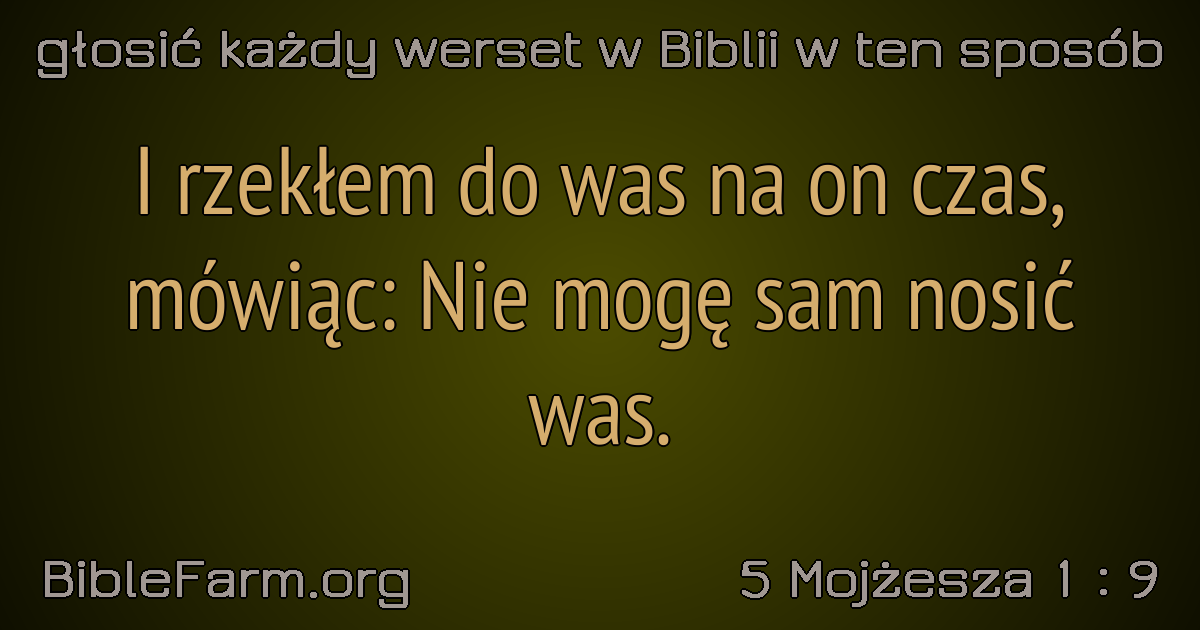 głosić każdy werset w Biblii w ten sposób
I rzekłem do was na on czas,
mówiąc: Nie mogę sam nosić
was.
BibleFarm.org
5 Mojżesza 1 : 9